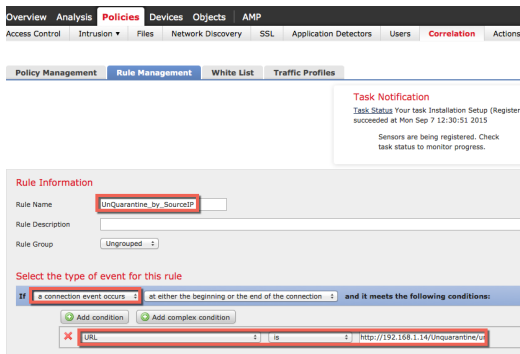 Overview Analysis Policies Devices Objects AMP
Access Control Intrusion ▾ Files Network Discovery SSL Application Detectors Users Correlation Actions
Policy Management Rule Management White List Traffic Profiles
Task Notification
Task Status Your task Installation Setup (Register
succeeded at Mon Sep 7 12:30:51 2015
Sensors are being registered. Check
task status to monitor progress.
Rule Information
Rule Name UnQuarantine_by_SourceIP
Rule Description
Rule Group Ungrouped
Select the type of event for this rule
If a connection event occurs at either the beginning or the end of the connection and it meets the following conditions:
Add condition Add complex condition
URL is http://192.168.1.14/Unquarantine/